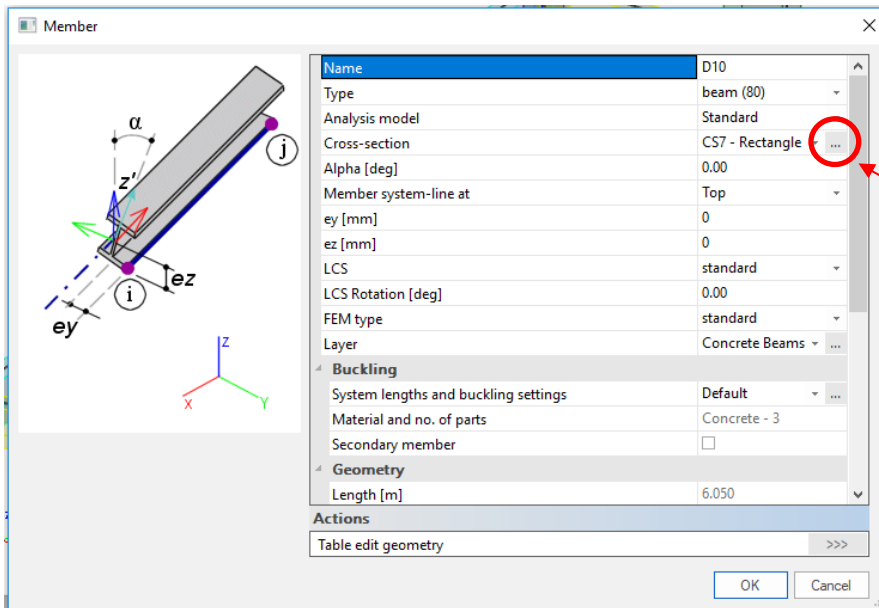 Member
α
j
z'
ez
i
ey
Z
X
Y
Name D10
Type beam (80)
Analysis model Standard
Cross-section CS7 - Rectangle ...
Alpha [deg] 0.00
Member system-line at Top
ey [mm] 0
ez [mm] 0
LCS standard
LCS Rotation [deg] 0.00
FEM type standard
Layer Concrete Beams ...
Buckling
System lengths and buckling settings Default ...
Material and no. of parts Concrete - 3
Secondary member
Geometry
Length [m] 6.050
Actions
Table edit geometry >>>
OK Cancel